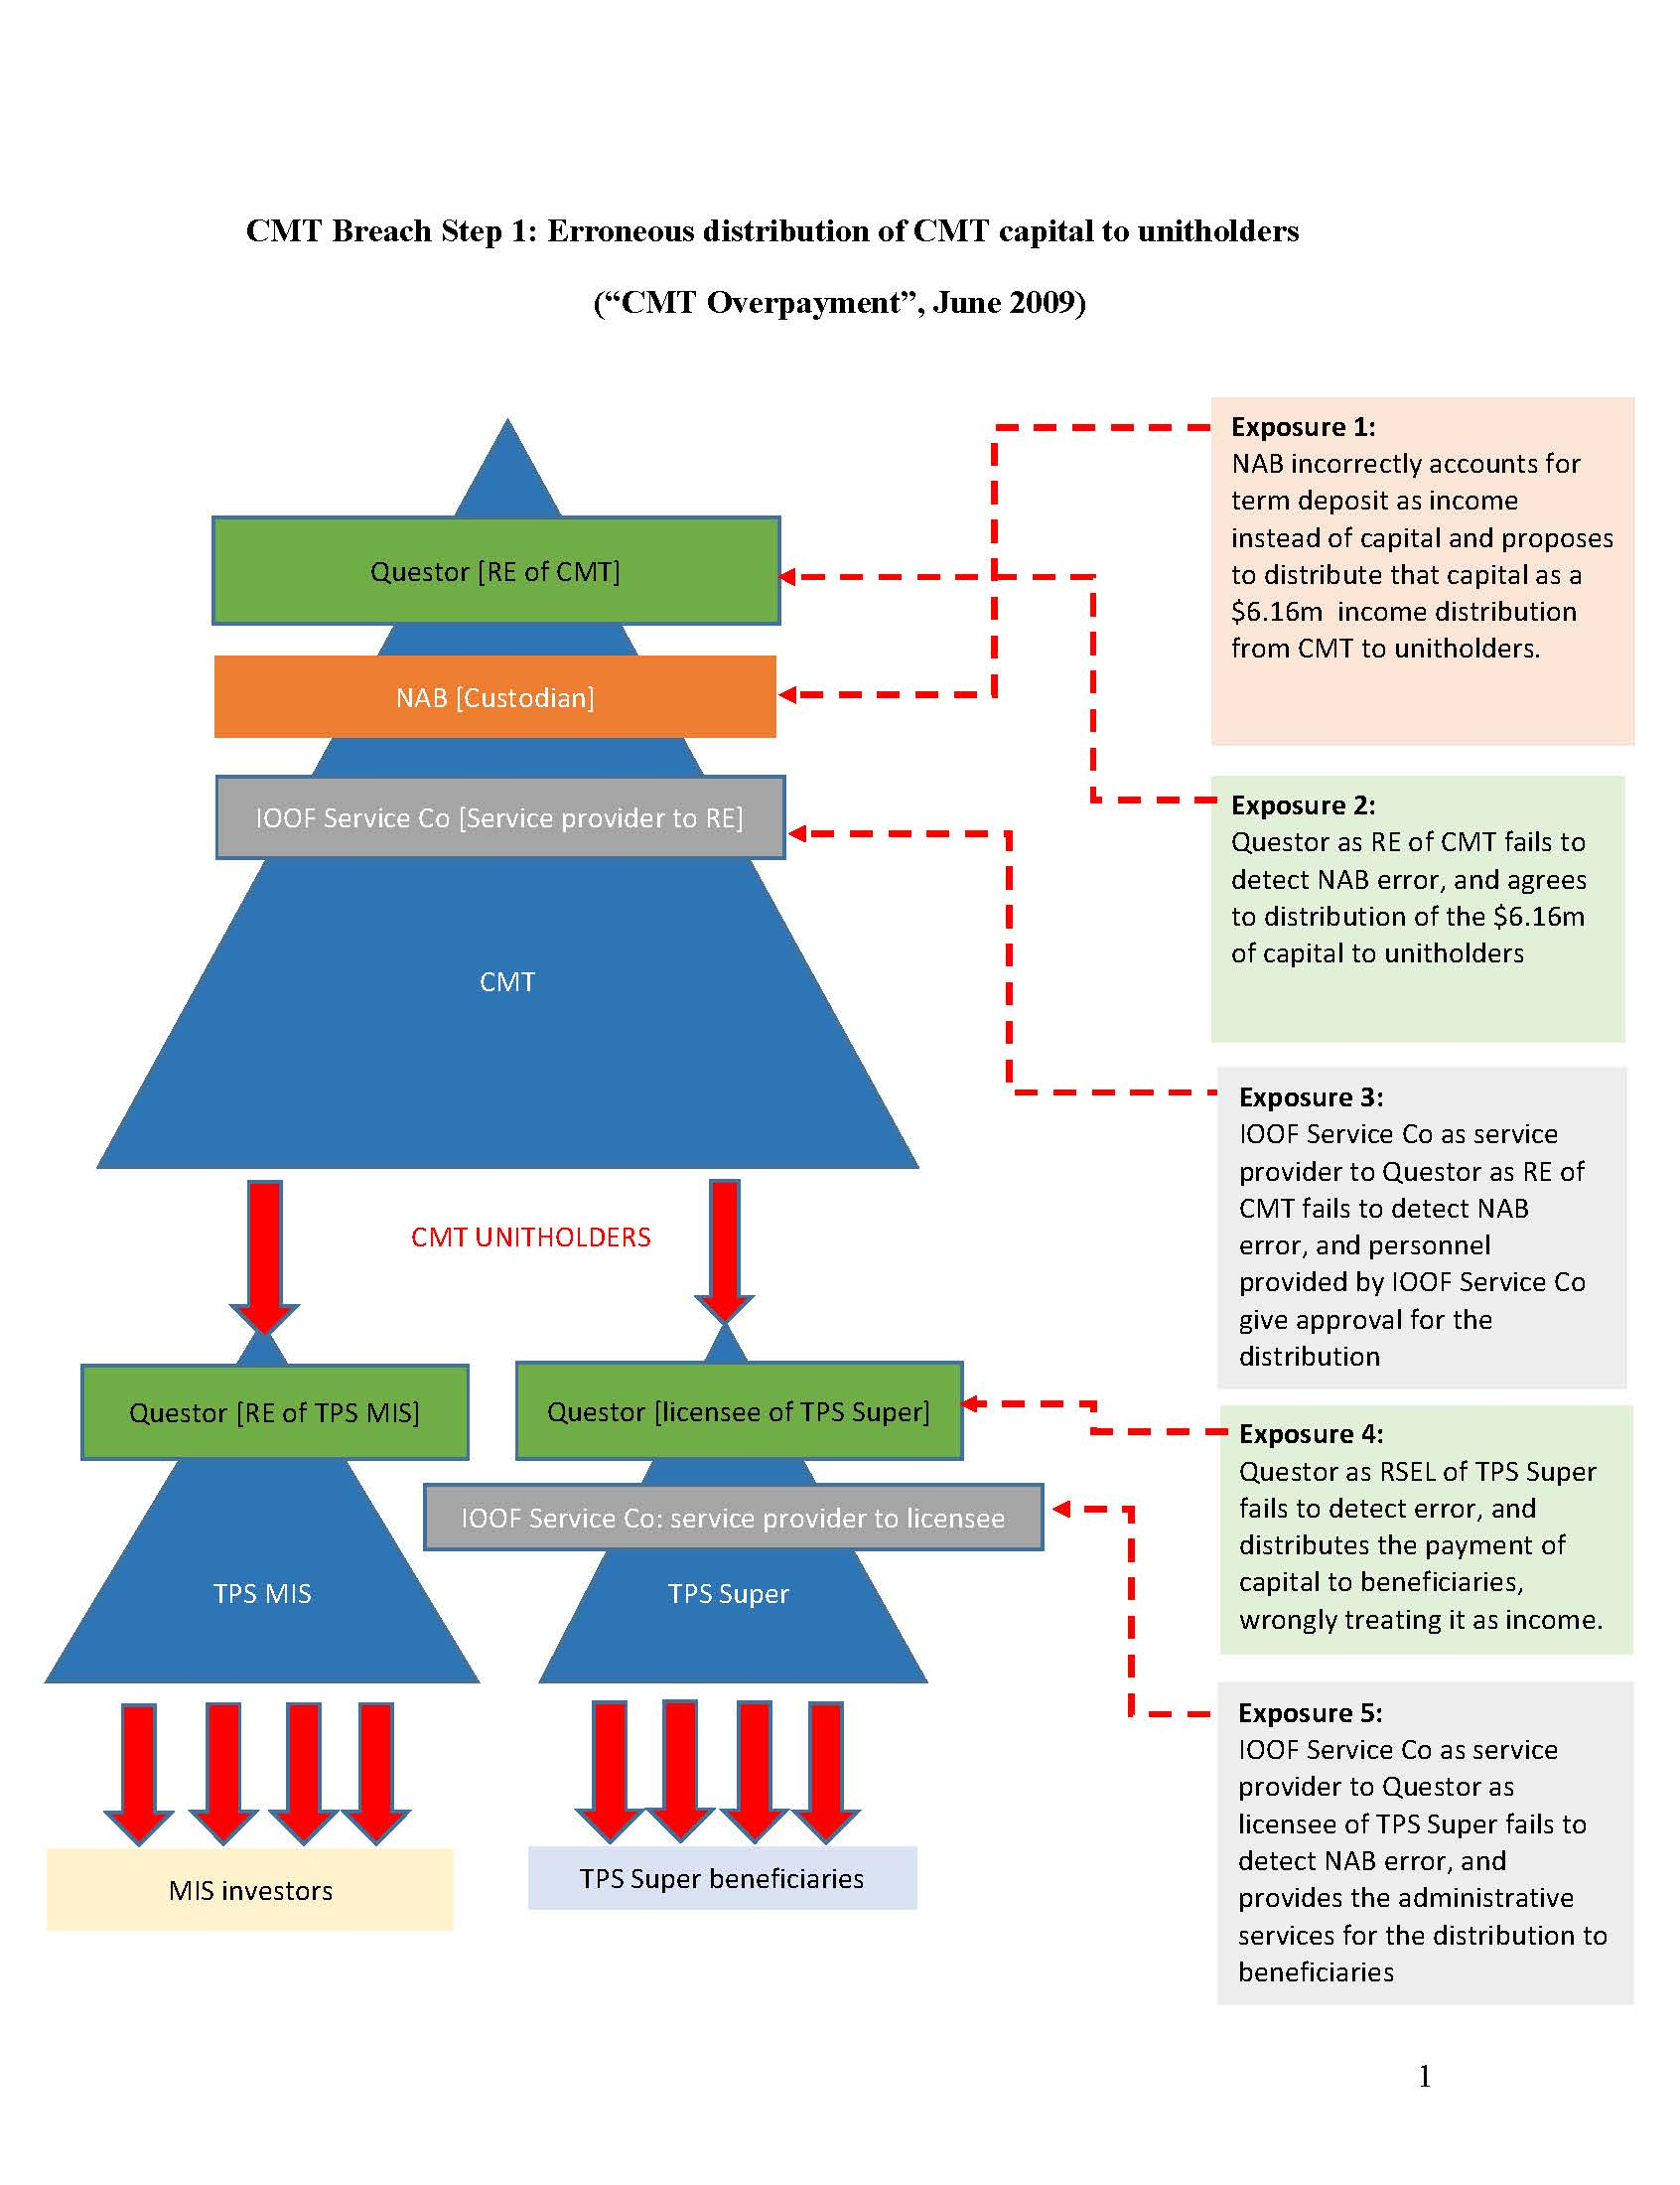 CMT Breach Step 1: Erroneous distribution of CMT capital to unitholders
(“CMT Overpayment”, June 2009)
Questor [RE of CMT]
NAB [Custodian]
IOOF Service Co [Service provider to RE]
CMT
CMT UNITHOLDERS
Questor [RE of TPS MIS]
Questor [licensee of TPS Super]
IOOF Service Co: service provider to licensee
TPS MIS
TPS Super
MIS investors
TPS Super beneficiaries
Exposure 1:
NAB incorrectly accounts for
term deposit as income
instead of capital and proposes
to distribute that capital as a
$6.16m income distribution
from CMT to unitholders.
Exposure 2:
Questor as RE of CMT fails to
detect NAB error, and agrees
to distribution of the $6.16m
of capital to unitholders
Exposure 3:
IOOF Service Co as service
provider to Questor as RE of
CMT fails to detect NAB
error, and personnel
provided by IOOF Service Co
give approval for the
distribution
Exposure 4:
Questor as RSEL of TPS Super
fails to detect error, and
distributes the payment of
capital to beneficiaries,
wrongly treating it as income.
Exposure 5:
IOOF Service Co as service
provider to Questor as
licensee of TPS Super fails to
detect NAB error, and
provides the administrative
services for the distribution to
beneficiaries
1